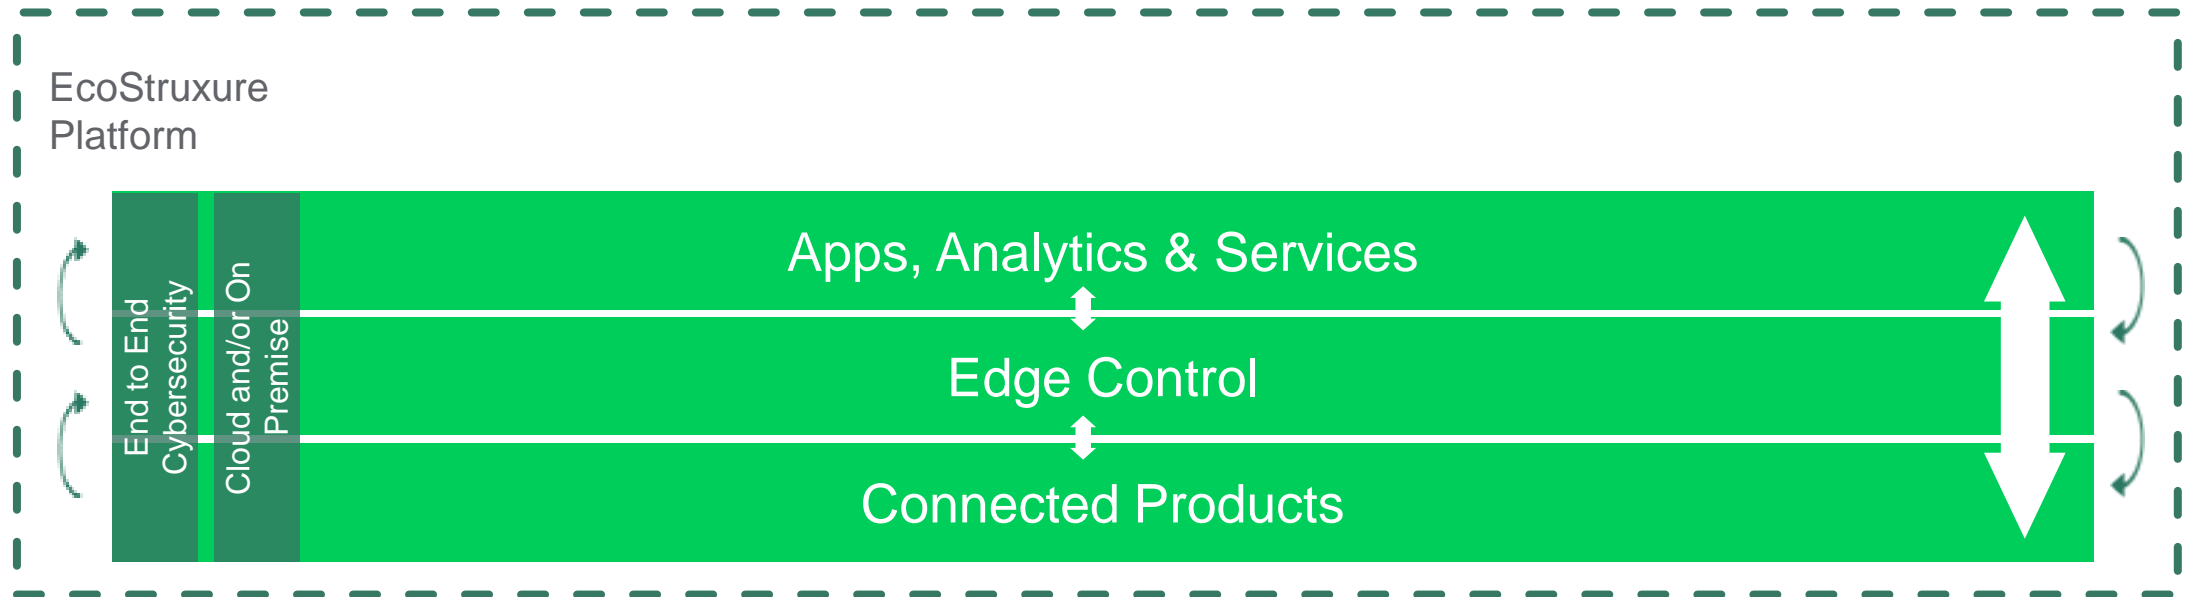 EcoStruxure
Platform
End to End
Cybersecurity
Cloud and/or On
Premise
Apps, Analytics & Services
Edge Control
Connected Products